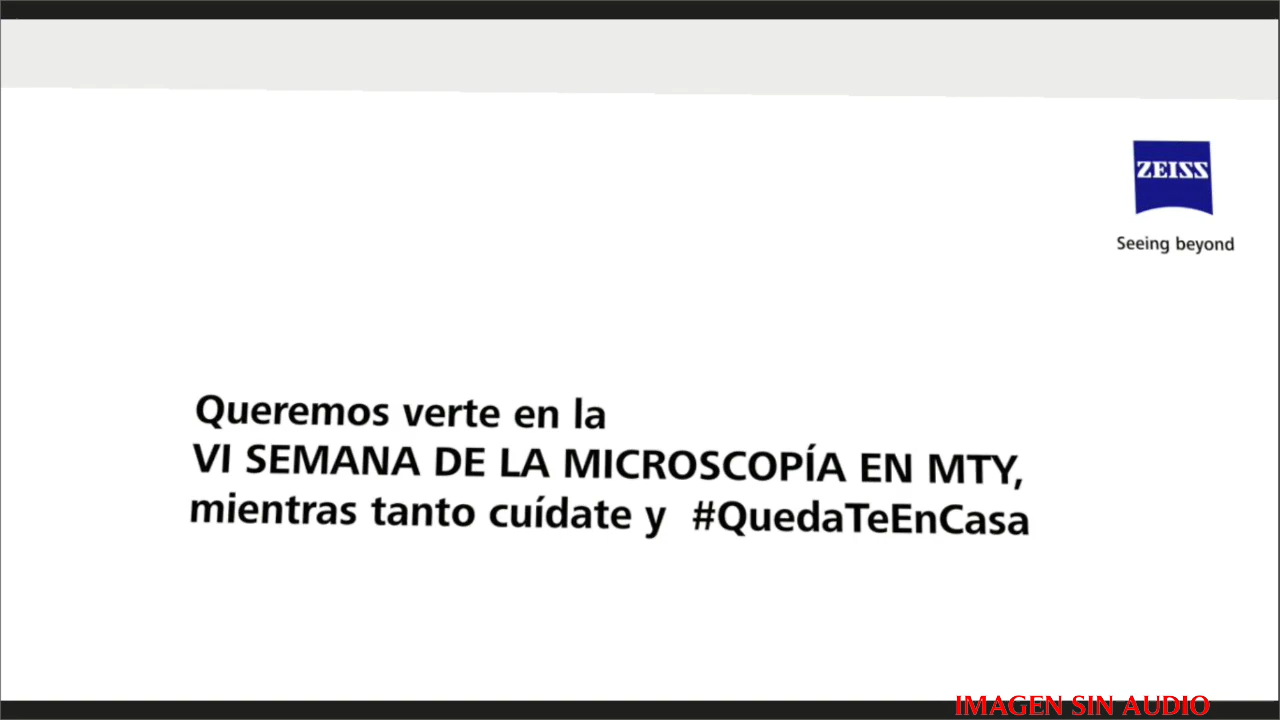 ZEISS
Seeing beyond
Queremos verte en la
VI SEMANA DE LA MICROSCOPÍA EN MTY,
mientras tanto cuídate y #QuedaTeEnCasa
IMAGEN SIN AUDIO